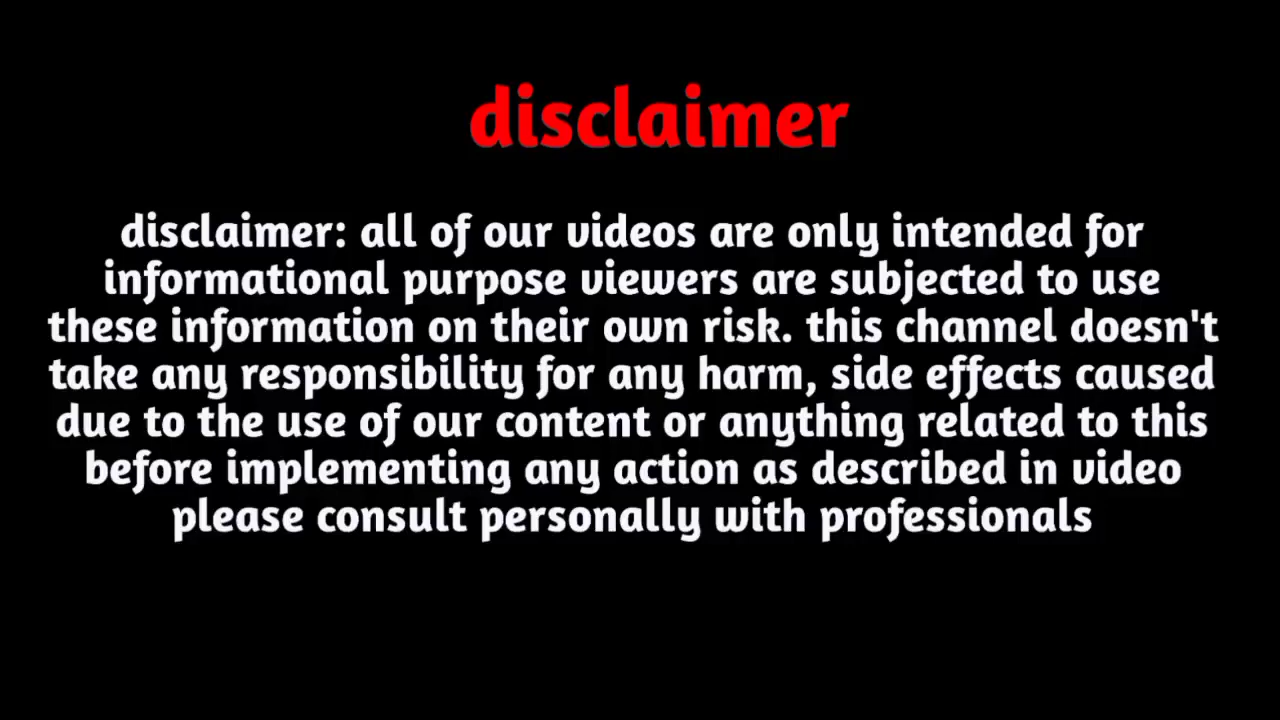 disclaimer
disclaimer: all of our videos are only intended for
informational purpose viewers are subjected to use
these information on their own risk. this channel doesn't
take any responsibility for any harm, side effects caused
due to the use of our content or anything related to this
before implementing any action as described in video
please consult personally with professionals